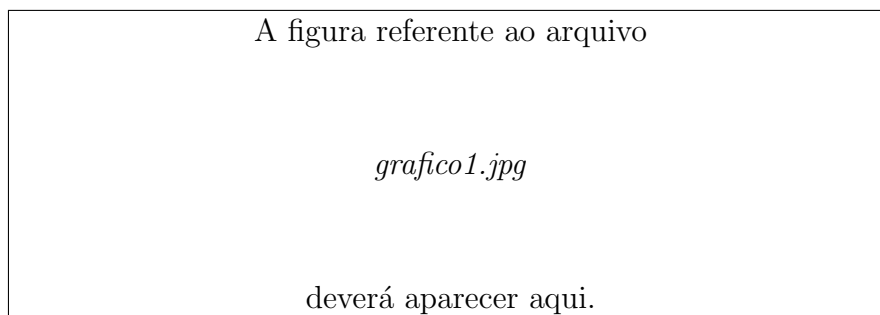 A figura referente ao arquivo
grafico1.jpg
deverá aparecer aqui.